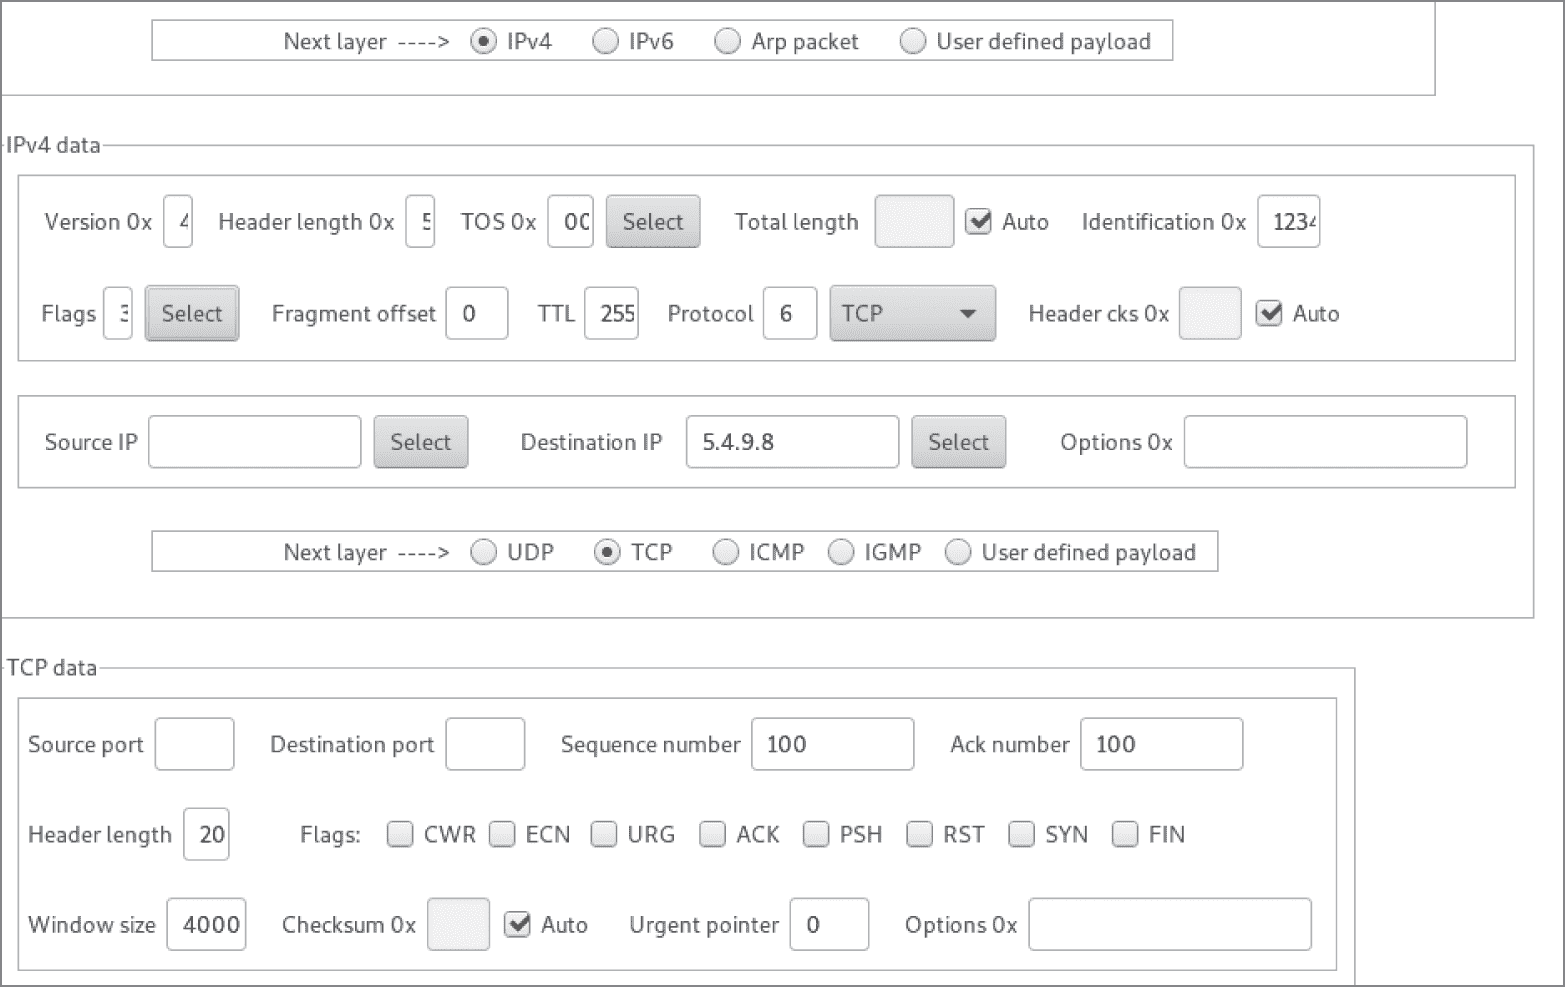 Next layer ----> IPv4 IPv6 Arp packet User defined payload
IPv4 data
Version 0x 4 Header length 0x 5 TOS 0x 00 Select Total length Auto Identification 0x 1234
Flags 3 Select Fragment offset 0 TTL 255 Protocol 6 TCP Header cks 0x Auto
Source IP Select Destination IP 5.4.9.8 Select Options 0x
Next layer ----> UDP TCP ICMP IGMP User defined payload
TCP data
Source port Destination port Sequence number 100 Ack number 100
Header length 20 Flags: CWR ECN URG ACK PSH RST SYN FIN
Window size 4000 Checksum 0x Auto Urgent pointer 0 Options 0x